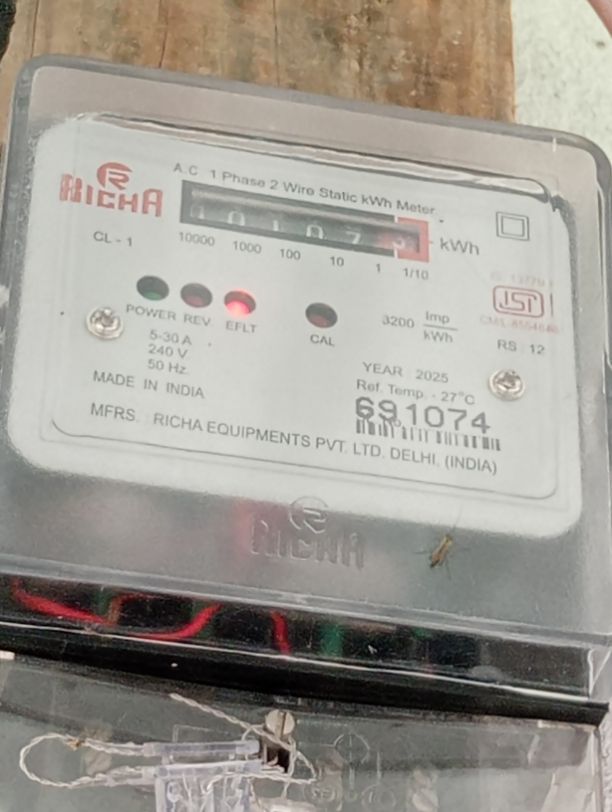 RICHA
A.C. 1 Phase 2 Wire Static kWh Meter
kWh
CL - 1
10000 1000 100 10 1 1/10
POWER REV EFLT CAL
3200 Imp/kWh
ISI
RS : 12
5-30 A
240 V
50 Hz.
YEAR : 2025
Ref. Temp. - 27°C
MADE IN INDIA
691074
MFRS. : RICHA EQUIPMENTS PVT. LTD. DELHI, (INDIA)
RICHA